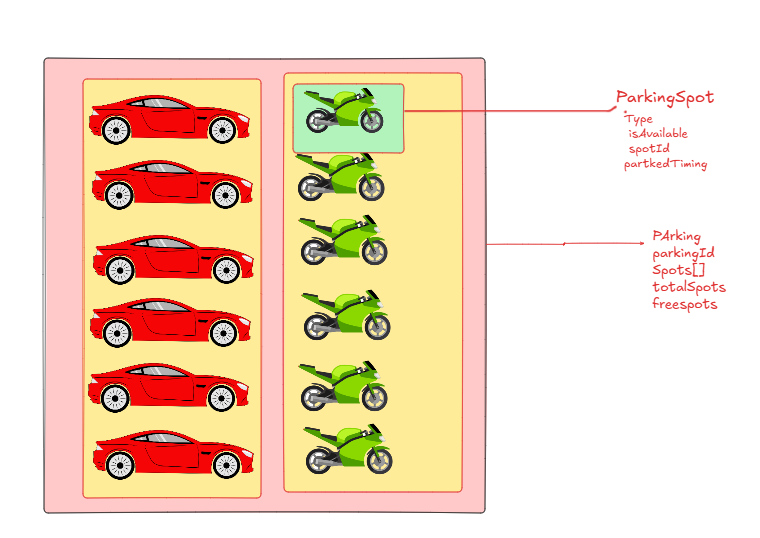 ParkingSpot
Type
isAvailable
spotId
partkedTiming
PArking
parkingId
Spots[]
totalSpots
freespots